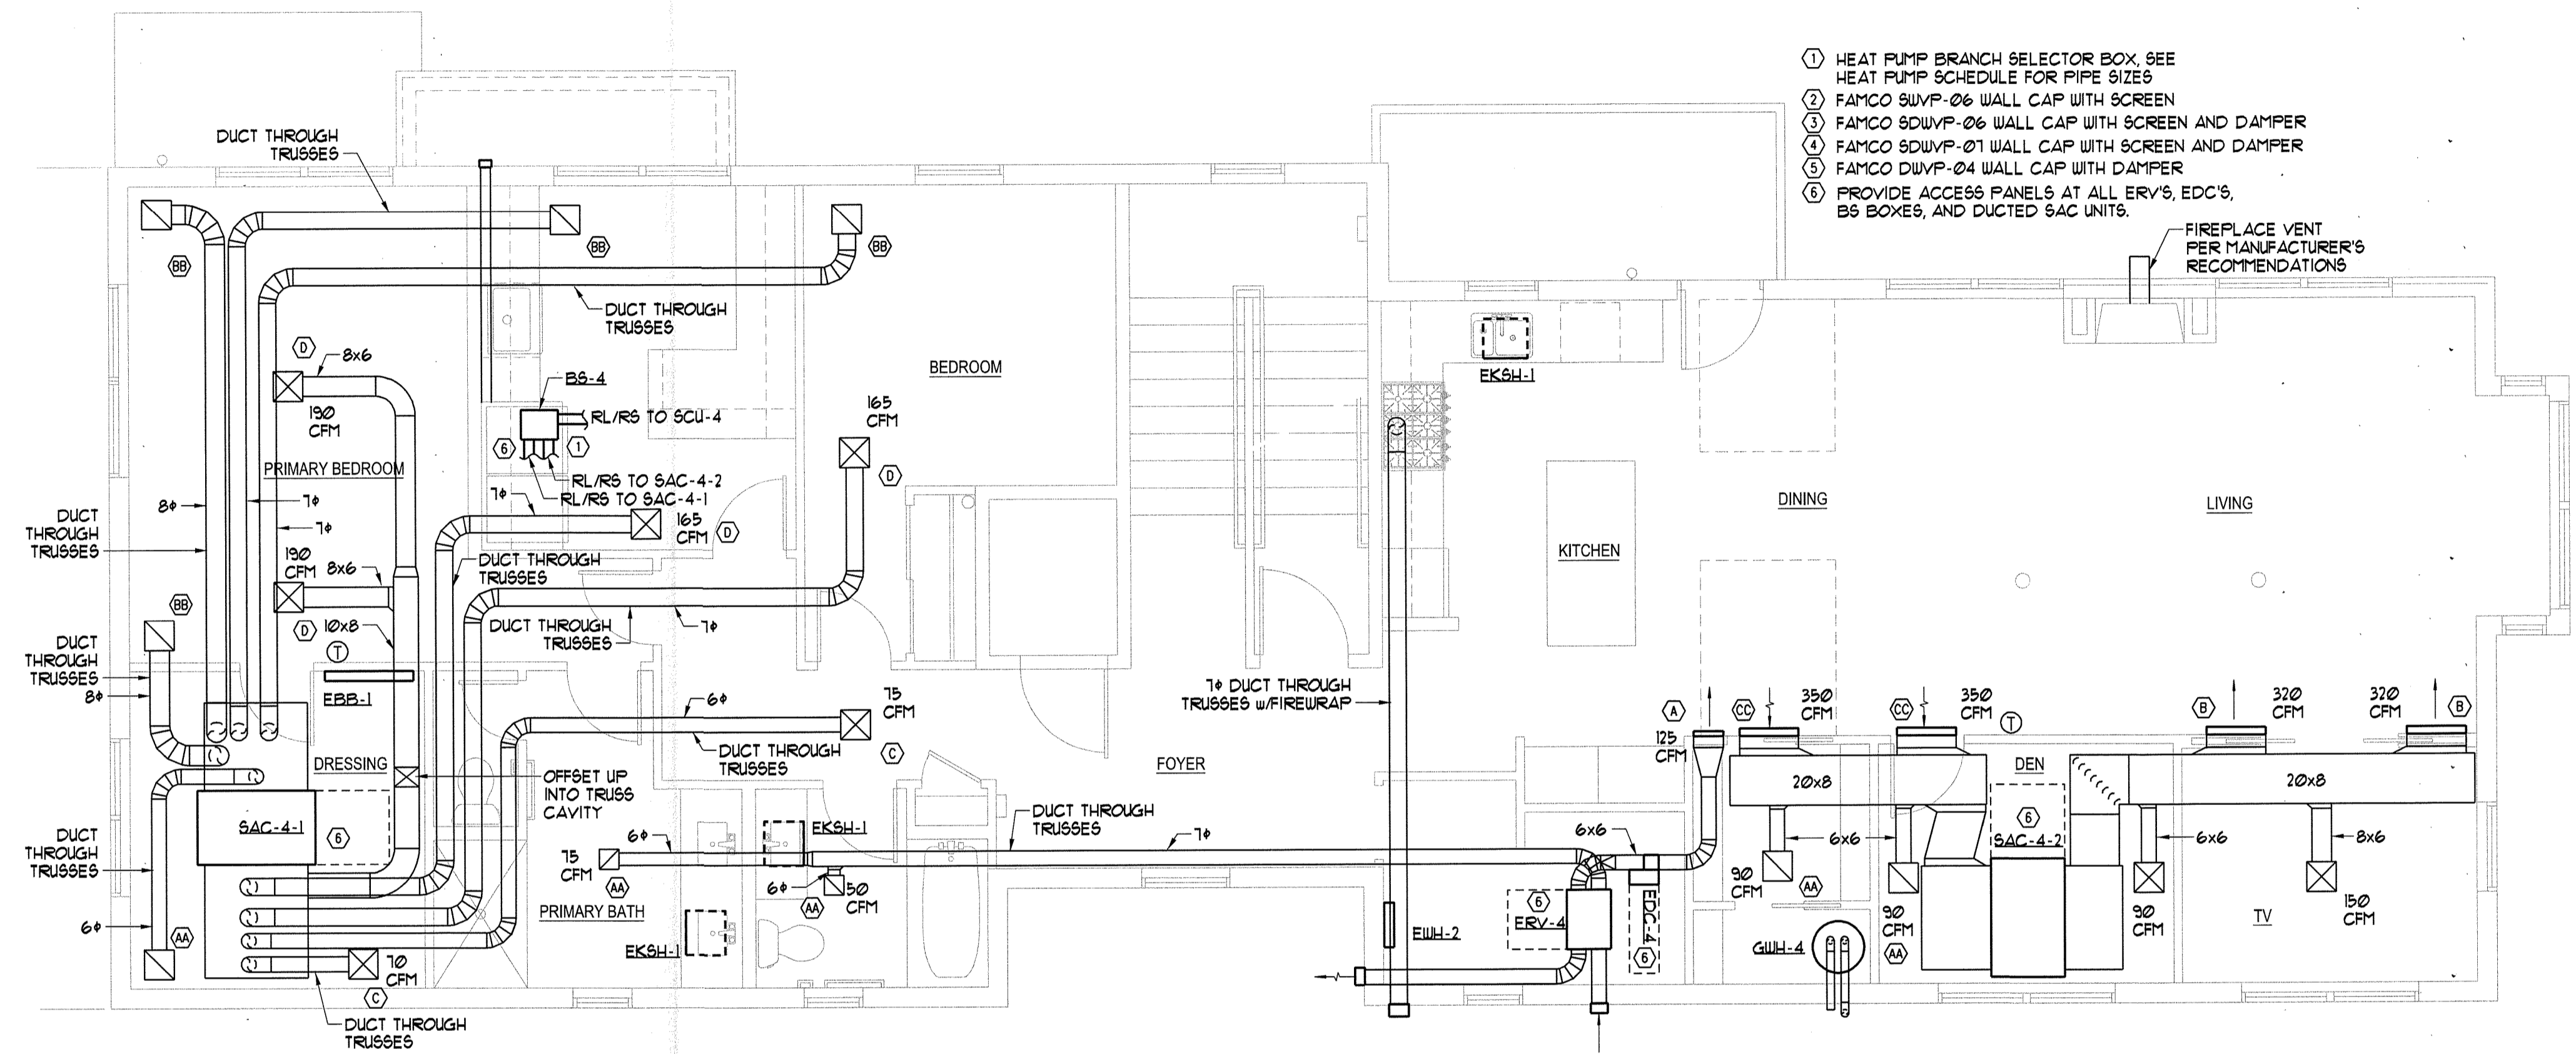 1 HEAT PUMP BRANCH SELECTOR BOX, SEE
HEAT PUMP SCHEDULE FOR PIPE SIZES
2 FAMCO SWVP-06 WALL CAP WITH SCREEN
3 FAMCO SDWVP-06 WALL CAP WITH SCREEN AND DAMPER
4 FAMCO SDWVP-07 WALL CAP WITH SCREEN AND DAMPER
5 FAMCO DWVP-04 WALL CAP WITH DAMPER
6 PROVIDE ACCESS PANELS AT ALL ERV'S, EDC'S,
BS BOXES, AND DUCTED SAC UNITS.
FIREPLACE VENT
PER MANUFACTURER'S
RECOMMENDATIONS
DUCT THROUGH
TRUSSES
BB
BB
BB
DUCT THROUGH
TRUSSES
D
8x6
190
CFM
PRIMARY BEDROOM
BS-4
RL/RS TO SCU-4
6
1
RL/RS TO SAC-4-2
RL/RS TO SAC-4-1
BEDROOM
165
CFM
D
7ϕ
165
CFM
D
8ϕ
7ϕ
7ϕ
DUCT
THROUGH
TRUSSES
190
CFM
8x6
D
10x8
T
EBB-1
DUCT THROUGH
TRUSSES
DUCT THROUGH
TRUSSES
7ϕ
BB
DUCT
THROUGH
TRUSSES
8ϕ
6ϕ
75
CFM
C
DUCT THROUGH
TRUSSES
DRESSING
OFFSET UP
INTO TRUSS
CAVITY
SAC-4-1
6
DUCT
THROUGH
TRUSSES
6ϕ
AA
70
CFM
C
DUCT THROUGH
TRUSSES
6ϕ
75
CFM
AA
PRIMARY BATH
EKSH-1
EKSH-1
6ϕ
50
CFM
AA
FOYER
DUCT THROUGH
TRUSSES
7ϕ
7ϕ DUCT THROUGH
TRUSSES w/FIREWRAP
EKSH-1
KITCHEN
DINING
LIVING
A
125
CFM
CC
350
CFM
CC
350
CFM
T
B
320
CFM
320
CFM
B
DEN
20x8
20x8
6x6
6x6
6
SAC-4-2
6x6
8x6
90
CFM
AA
90
CFM
AA
90
CFM
150
CFM
TV
EWH-2
6
ERV-4
EDC-4
6
GWH-4